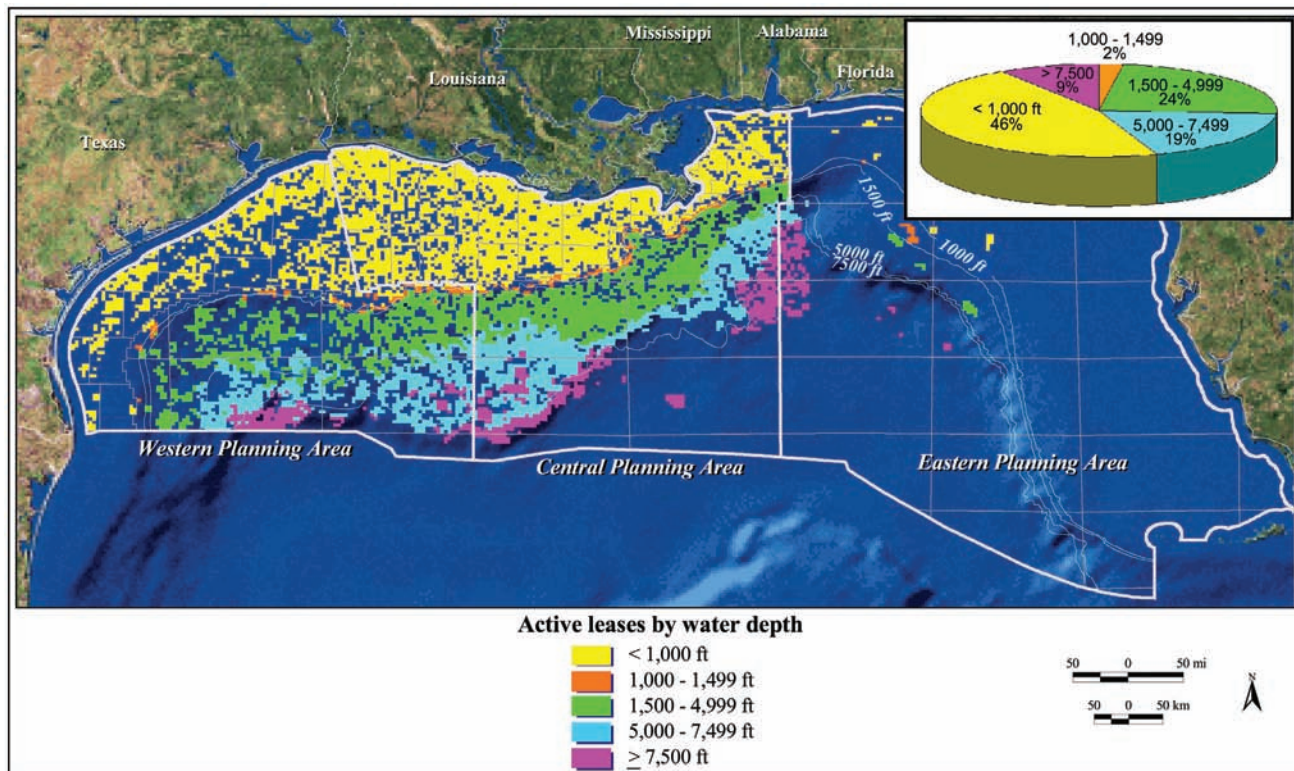 Mississippi
Alabama
Louisiana
Florida
Texas
1,000 - 1,499
2%
> 7,500
9%
1,500 - 4,999
24%
< 1,000 ft
46%
5,000 - 7,499
19%
1500 ft
1000 ft
5000 ft
7500 ft
Western Planning Area
Central Planning Area
Eastern Planning Area
Active leases by water depth
< 1,000 ft
1,000 - 1,499 ft
1,500 - 4,999 ft
5,000 - 7,499 ft
≥ 7,500 ft
50 0 50 mi
50 0 50 km
N